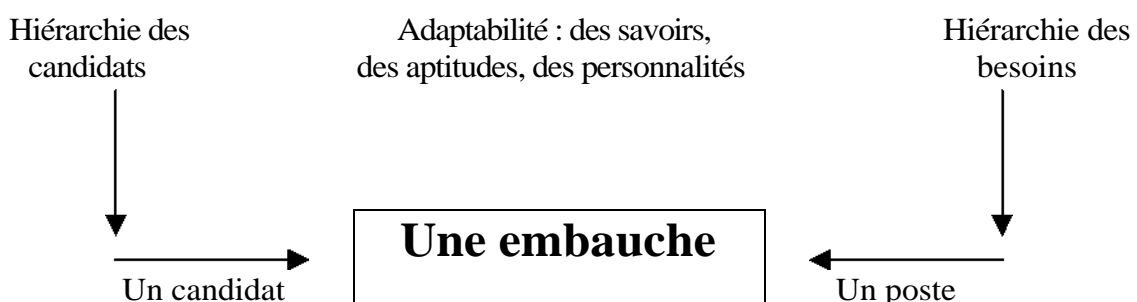 Hiérarchie des
candidats
Adaptabilité : des savoirs,
des aptitudes, des personnalités
Hiérarchie des
besoins
Une embauche
Un candidat
Un poste